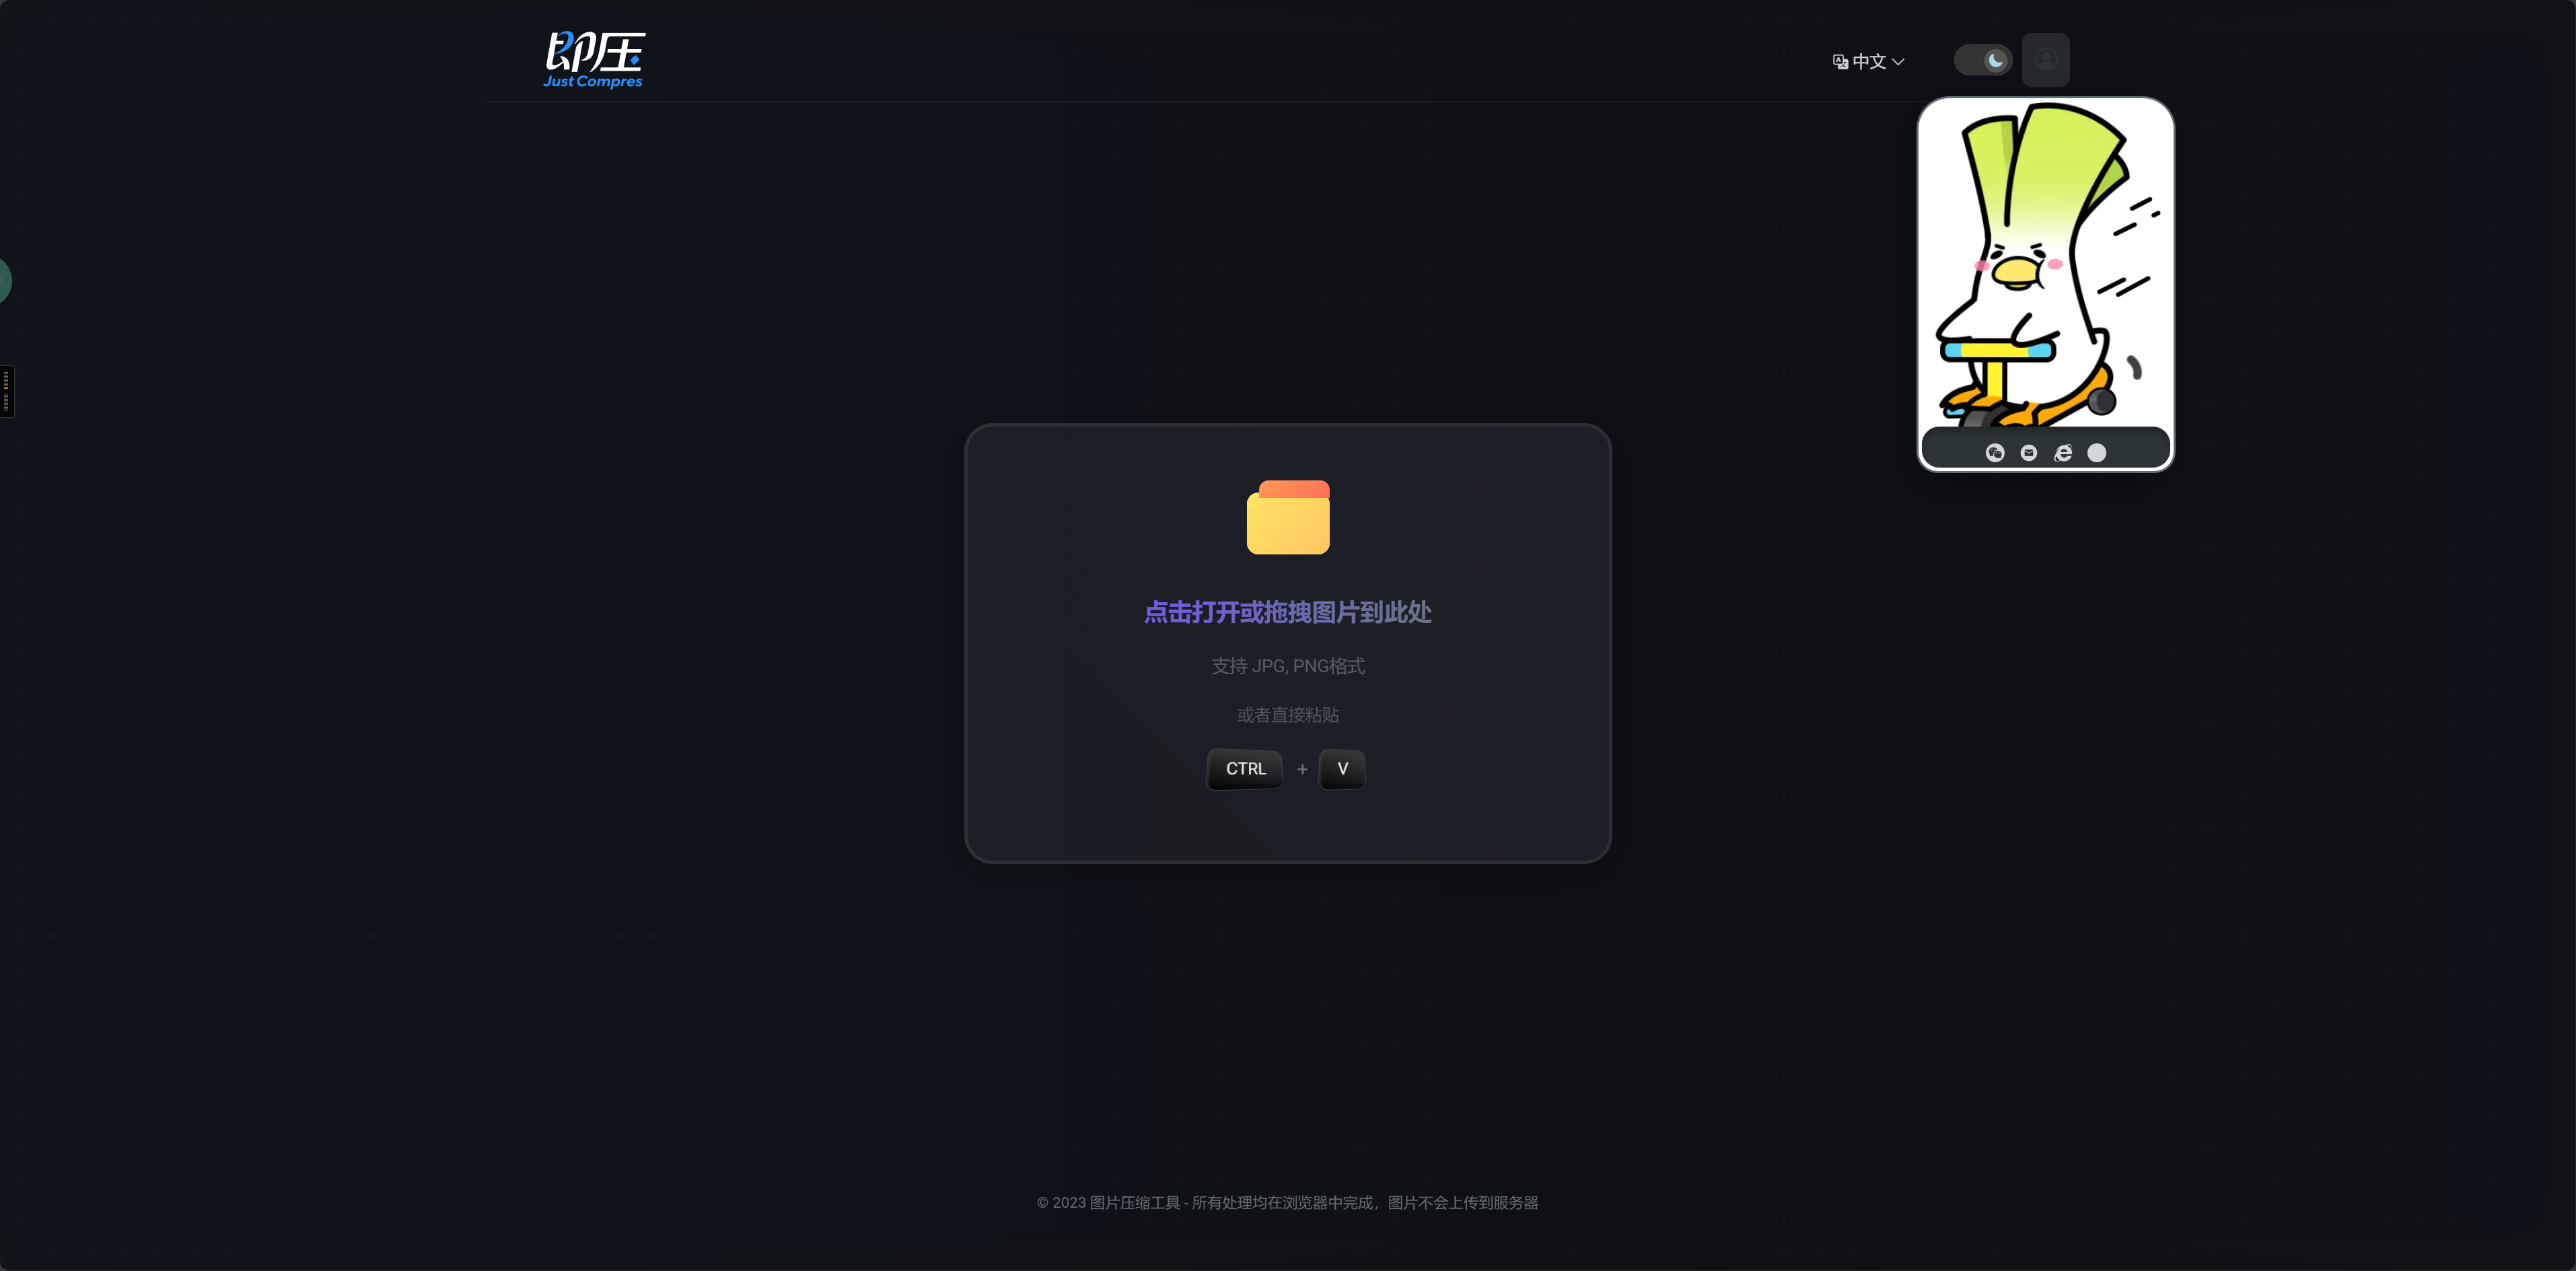 即压
Just Compres
中文
点击打开或拖拽图片到此处
支持 JPG, PNG格式
或者直接粘贴
CTRL + V
© 2023 图片压缩工具 - 所有处理均在浏览器中完成，图片不会上传到服务器